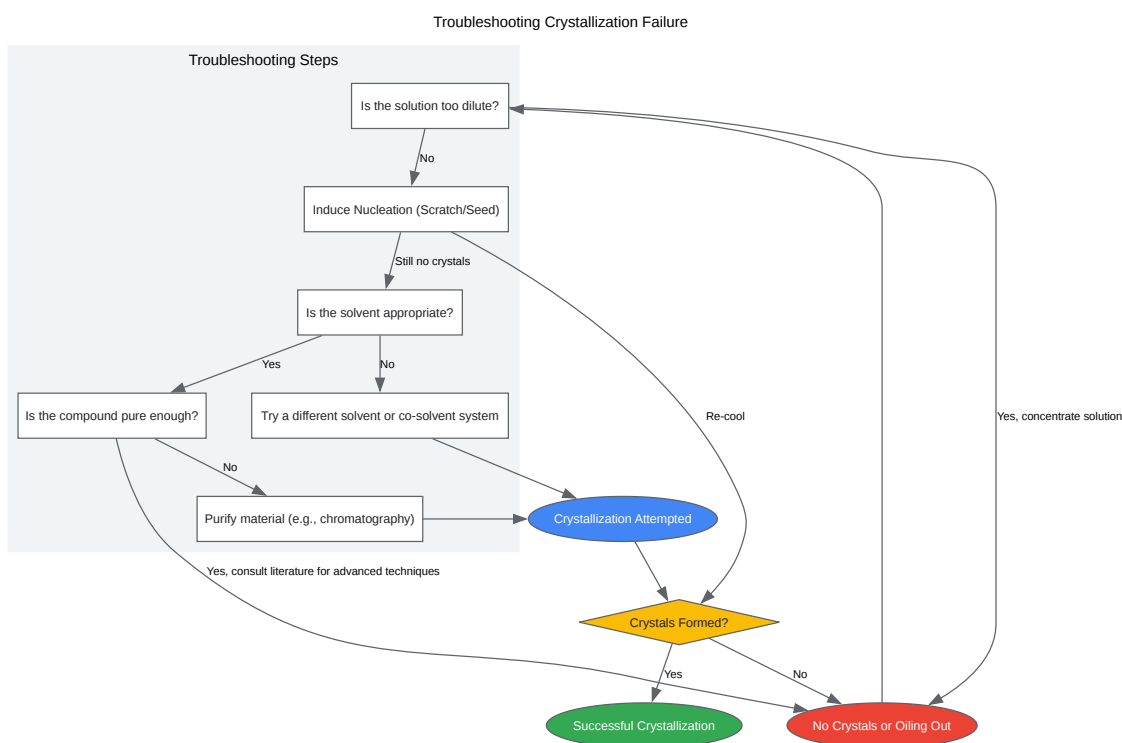 Troubleshooting Crystallization Failure
Troubleshooting Steps
Is the solution too dilute?
No
Induce Nucleation (Scratch/Seed)
Still no crystals
Is the solvent appropriate?
Yes
No
Is the compound pure enough?
Try a different solvent or co-solvent system
Re-cool
Yes, concentrate solution
No
Purify material (e.g., chromatography)
Crystallization Attempted
Yes, consult literature for advanced techniques
Crystals Formed?
Yes
No
Successful Crystallization
No Crystals or Oiling Out